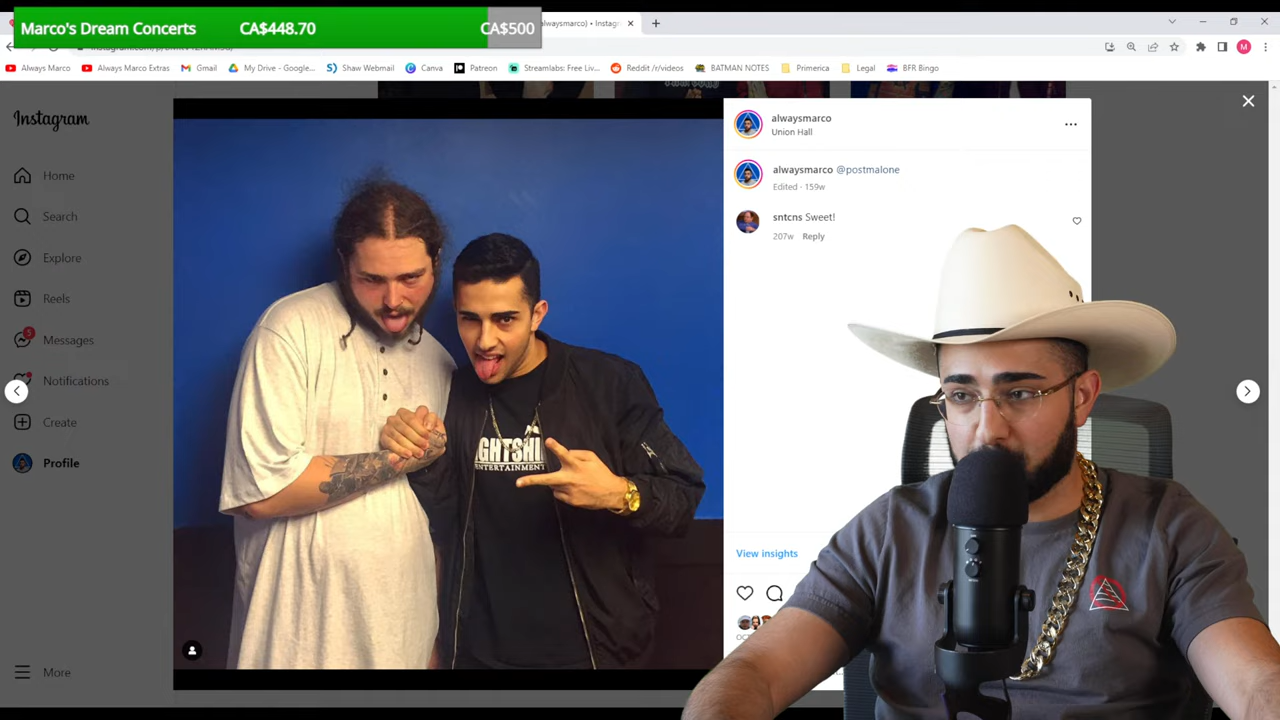 Marco's Dream Concerts CA$448.70 CA$500
alwaysmarco) • Instag
Always Marco
Always Marco Extras
Gmail
My Drive - Google...
Shaw Webmail
Canva
Patreon
Streamlabs: Free Liv...
Reddit /r/videos
BATMAN NOTES
Primerica
Legal
BFR Bingo
M
Instagram
Home
Search
Explore
Reels
5
Messages
Notifications
Create
Profile
More
alwaysmarco
Union Hall
alwaysmarco @postmalone
Edited · 159w
sntcns Sweet!
207w Reply
View insights
GHTSHI
ENTERTAINMENT